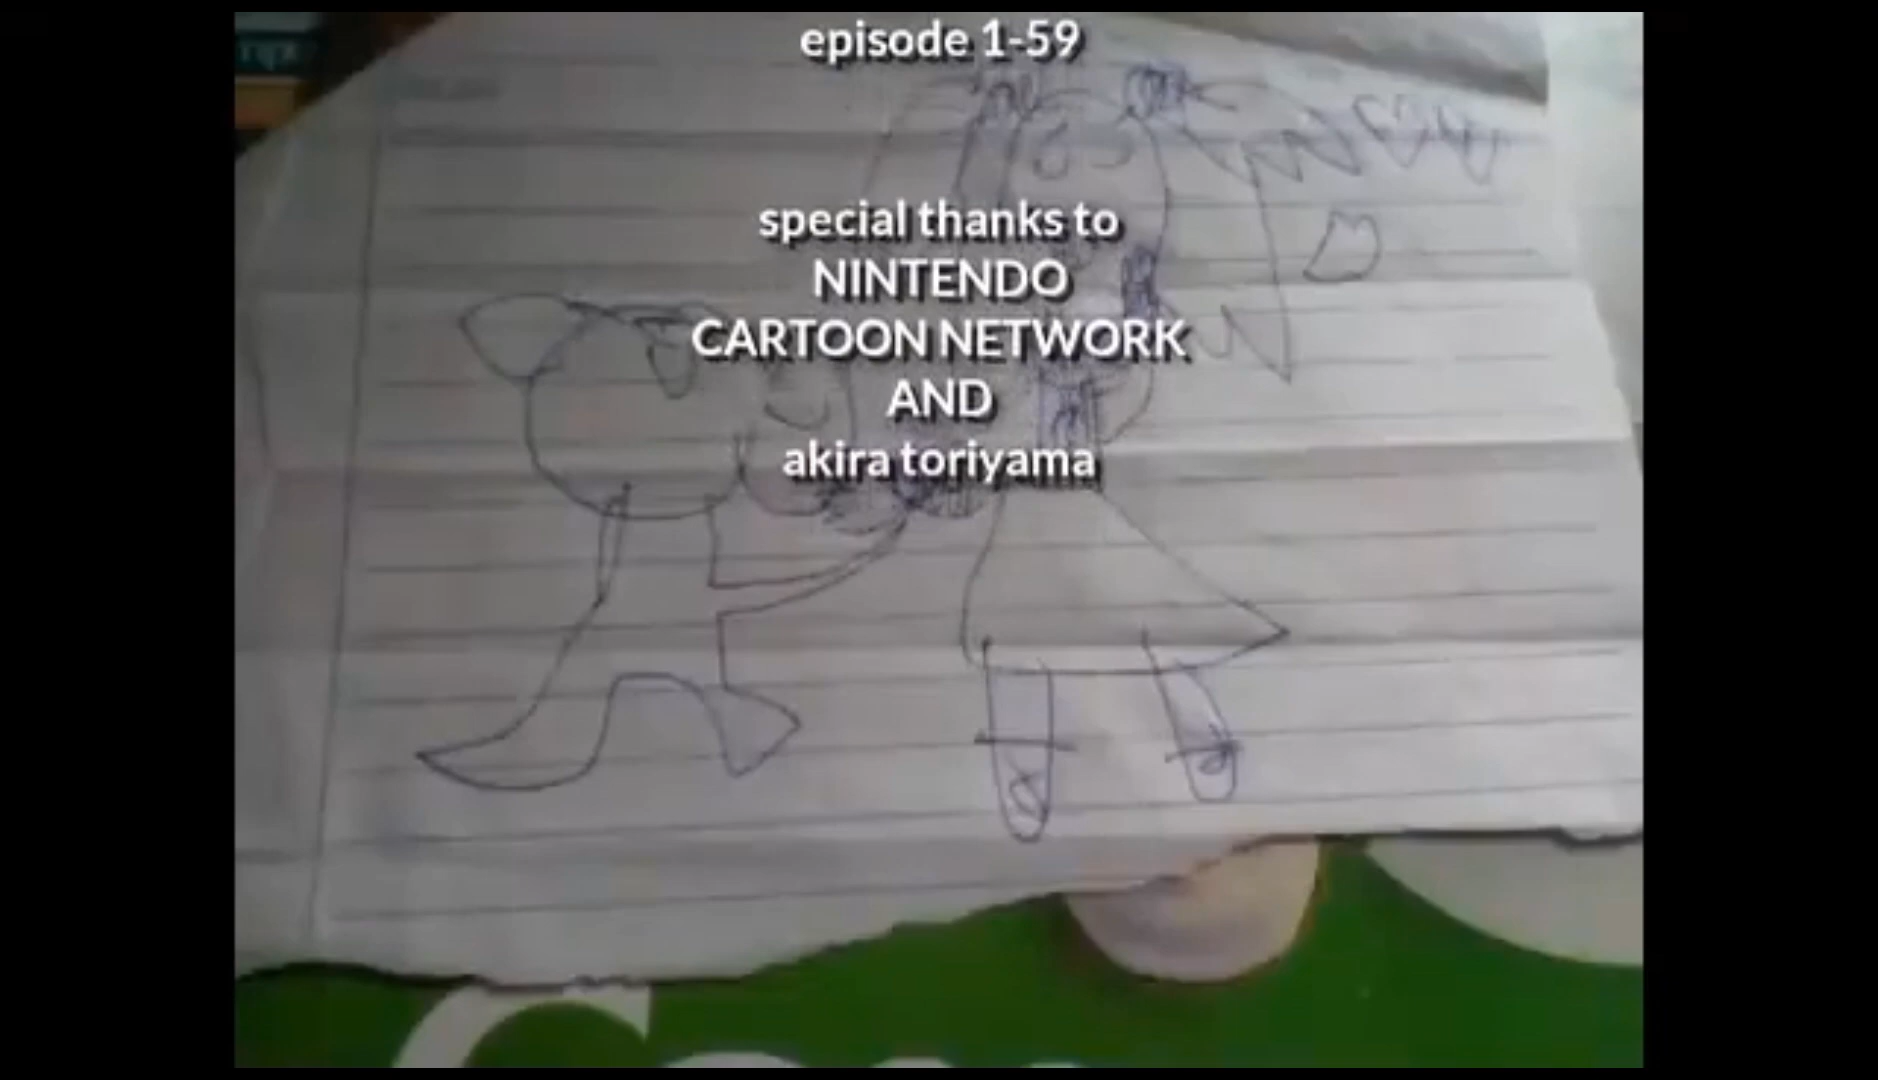 episode 1-59
special thanks to
NINTENDO
CARTOON NETWORK
AND
akira toriyama